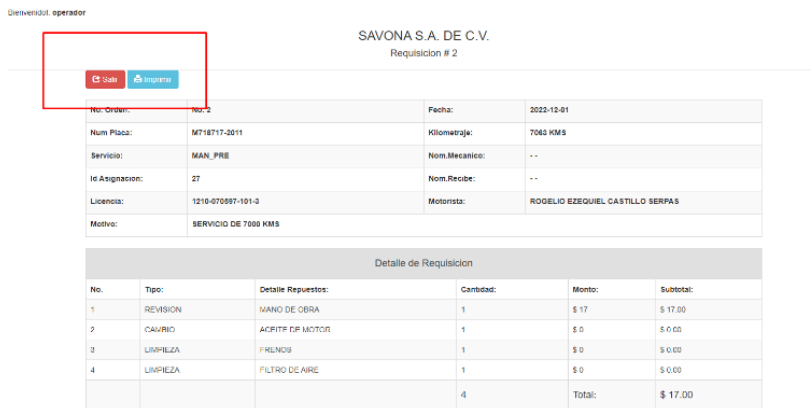 Bienvenido!. operador
SAVONA S.A. DE C.V.
Requisicion # 2
Salir Imprimir
No. Orden: No. 2 Fecha: 2022-12-01
Num Placa: M718717-2011 Kilometraje: 7063 KMS
Servicio: MAN_PRE Nom.Mecanico: - -
Id Asignacion: 27 Nom.Recibe: - -
Licencia: 1210-070597-101-3 Motorista: ROGELIO EZEQUIEL CASTILLO SERPAS
Motivo: SERVICIO DE 7000 KMS
Detalle de Requisicion
No. Tipo: Detalle Repuestos: Cantidad: Monto: Subtotal:
1 REVISION MANO DE OBRA 1 $ 17 $ 17.00
2 CAMBIO ACEITE DE MOTOR 1 $ 0 $ 0.00
3 LIMPIEZA FRENOS 1 $ 0 $ 0.00
4 LIMPIEZA FILTRO DE AIRE 1 $ 0 $ 0.00
4 Total: $ 17.00